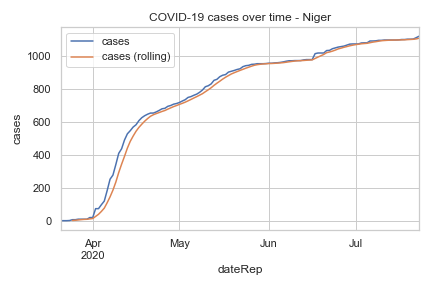 COVID-19 cases over time - Niger
cases
cases (rolling)
1000
800
600
400
200
0
cases
Apr
2020
May
Jun
Jul
dateRep